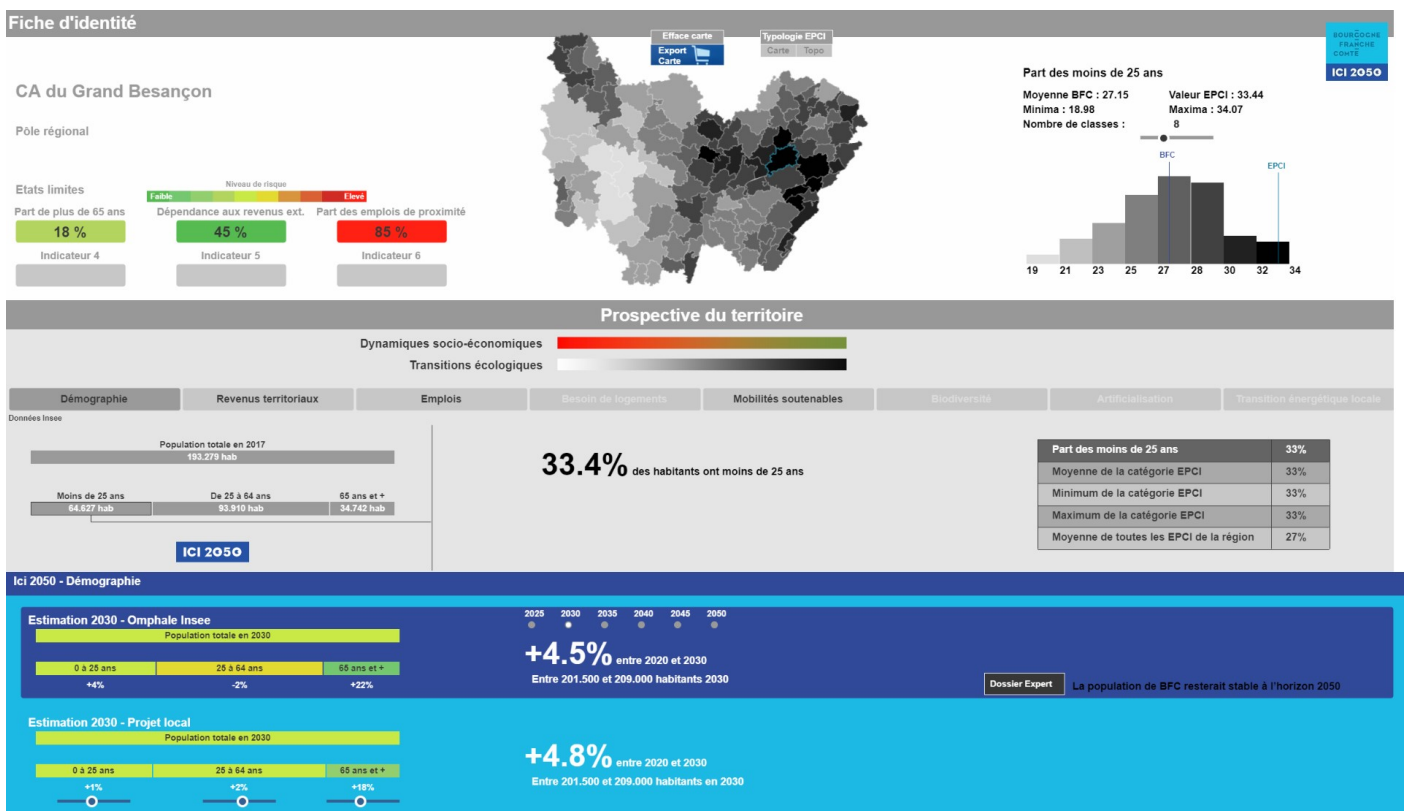 Fiche d'identité
Efface carte
Export
Carte
Typologie EPCI
Carte Topo
BOURGOGNE
FRANCHE
COMTÉ
ICI 2050
CA du Grand Besançon
Pôle régional
Part des moins de 25 ans
Moyenne BFC : 27.15 Valeur EPCI : 33.44
Minima : 18.98 Maxima : 34.07
Nombre de classes : 8
BFC
EPCI
19 21 23 25 27 28 30 32 34
Etats limites
Niveau de risque
Faible Elevé
Part de plus de 65 ans Dépendance aux revenus ext. Part des emplois de proximité
18 % 45 % 85 %
Indicateur 4 Indicateur 5 Indicateur 6
Prospective du territoire
Dynamiques socio-économiques
Transitions écologiques
Démographie Revenus territoriaux Emplois Besoin de logements Mobilités soutenables Biodiversité Artificialisation Transition énergétique locale
Données Insee
Population totale en 2017
193.279 hab
Moins de 25 ans De 25 à 64 ans 65 ans et +
64.627 hab 93.910 hab 34.742 hab
ICI 2050
33.4% des habitants ont moins de 25 ans
Part des moins de 25 ans 33%
Moyenne de la catégorie EPCI 33%
Minimum de la catégorie EPCI 33%
Maximum de la catégorie EPCI 33%
Moyenne de toutes les EPCI de la région 27%
Ici 2050 - Démographie
Estimation 2030 - Omphale Insee
Population totale en 2030
0 à 25 ans 25 à 64 ans 65 ans et +
+4% -2% +22%
2025 2030 2035 2040 2045 2050
+4.5% entre 2020 et 2030
Entre 201.500 et 209.000 habitants 2030
Dossier Expert La population de BFC resterait stable à l'horizon 2050
Estimation 2030 - Projet local
Population totale en 2030
0 à 25 ans 25 à 64 ans 65 ans et +
+1% +2% +18%
+4.8% entre 2020 et 2030
Entre 201.500 et 209.000 habitants en 2030